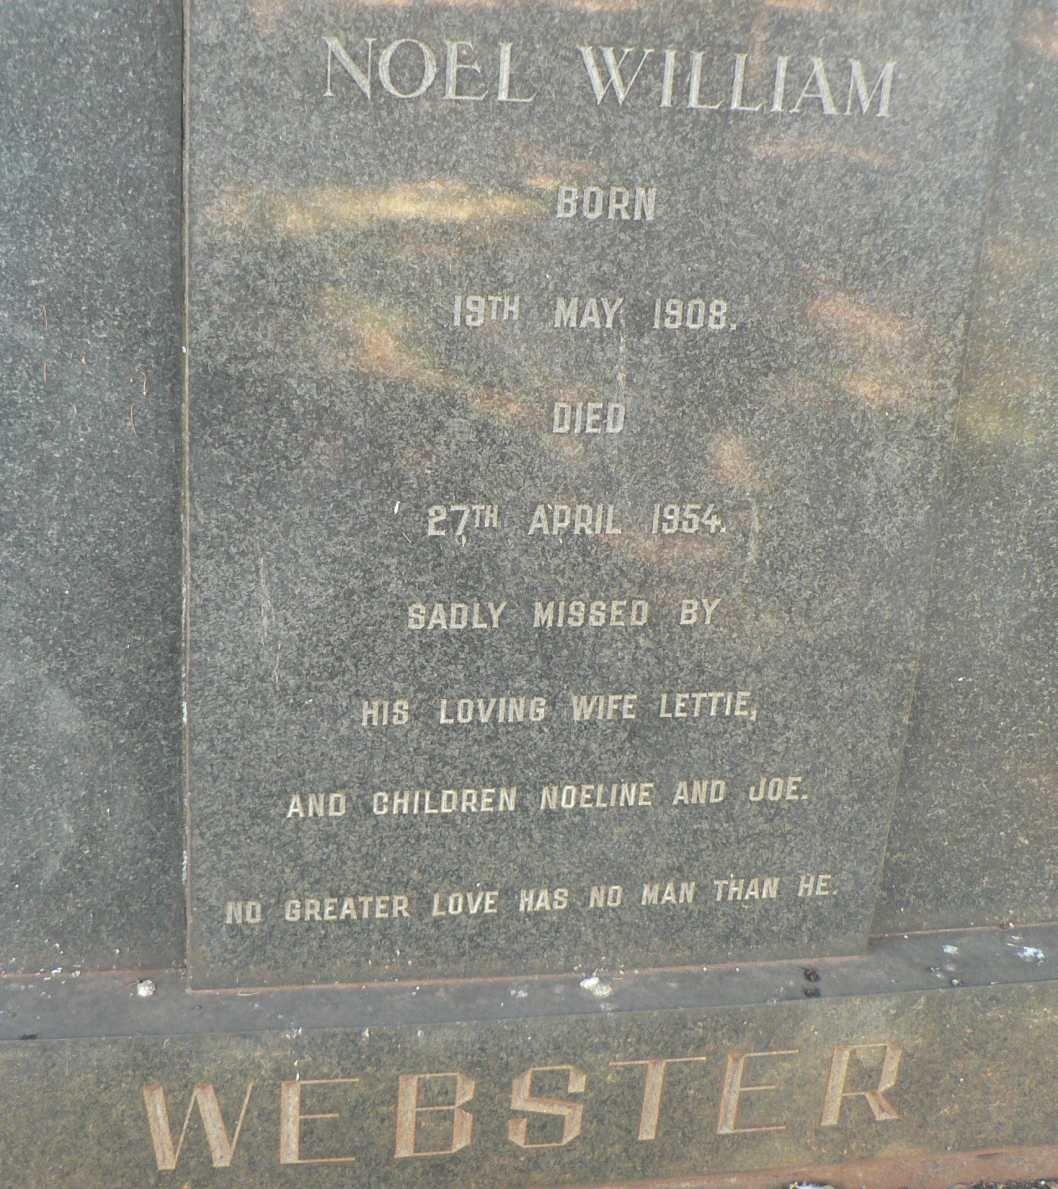 NOEL WILLIAM
BORN
19TH MAY 1908.
DIED
27TH APRIL 1954.
SADLY MISSED BY
HIS LOVING WIFE LETTIE,
AND CHILDREN NOELINE AND JOE.
NO GREATER LOVE HAS NO MAN THAN HE.
WEBSTER